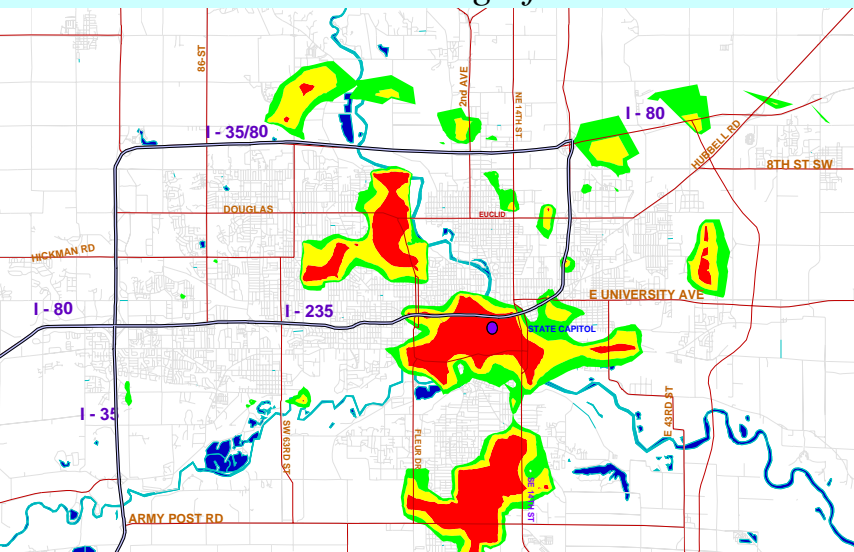 86-ST
2nd AVE
NE 14TH ST
I - 80
I - 35/80
HUBBELL RD
8TH ST SW
DOUGLAS
EUCLID
HICKMAN RD
E UNIVERSITY AVE
I - 80
I - 235
STATE CAPITOL
I - 35
SW 63RD ST
FLEUR DR
E 43RD ST
SE 14TH ST
ARMY POST RD